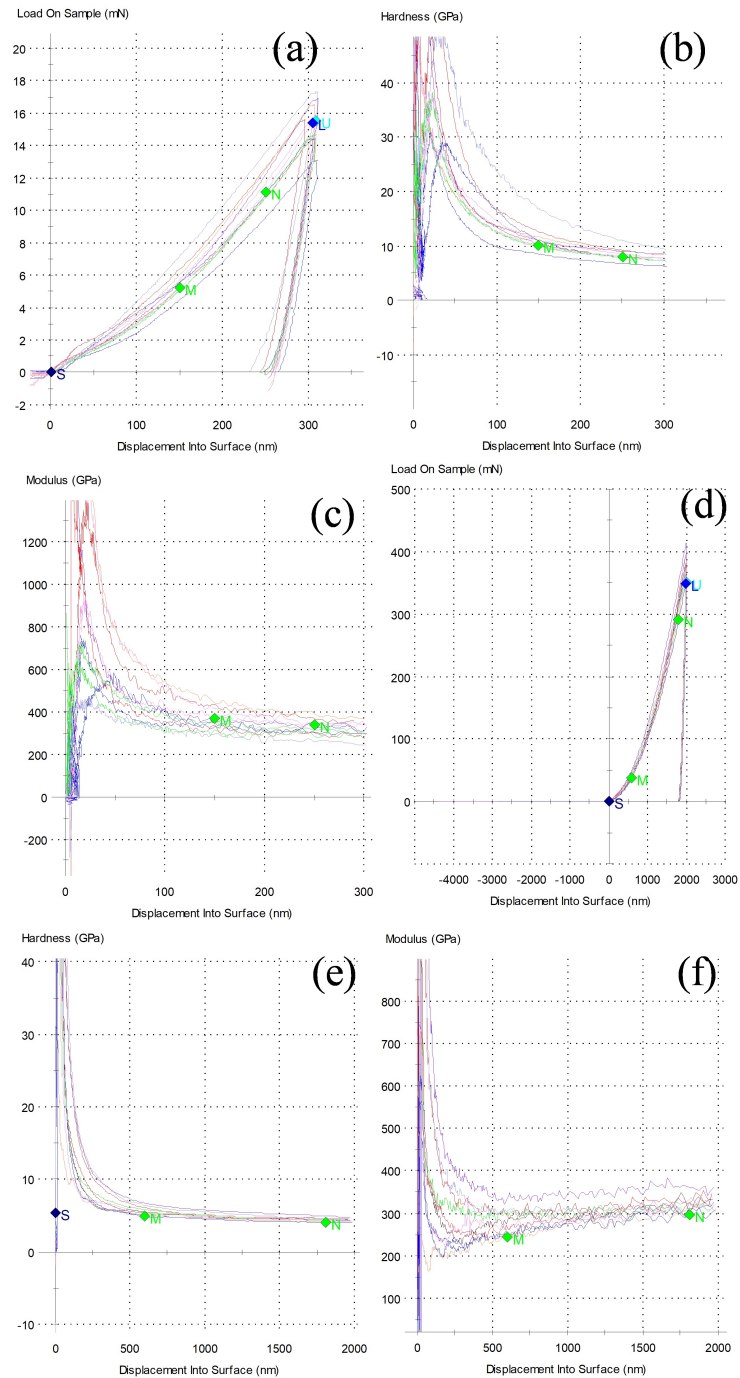 Load On Sample (mN)
(a)
20
18
16
14
12
10
8
6
4
2
0
-2
U
L
N
M
S
0
100
200
300
Displacement Into Surface (nm)
Hardness (GPa)
(b)
40
30
20
10
0
-10
M
N
0
100
200
300
Displacement Into Surface (nm)
Modulus (GPa)
(c)
1200
1000
800
600
400
200
0
-200
M
N
0
100
200
300
Displacement Into Surface (nm)
Load On Sample (mN)
(d)
500
400
300
200
100
0
U
L
N
M
S
-4000
-3000
-2000
-1000
0
1000
2000
3000
Displacement Into Surface (nm)
Hardness (GPa)
(e)
40
30
20
10
0
-10
S
M
N
0
500
1000
1500
2000
Displacement Into Surface (nm)
Modulus (GPa)
(f)
800
700
600
500
400
300
200
100
M
N
0
500
1000
1500
2000
Displacement Into Surface (nm)